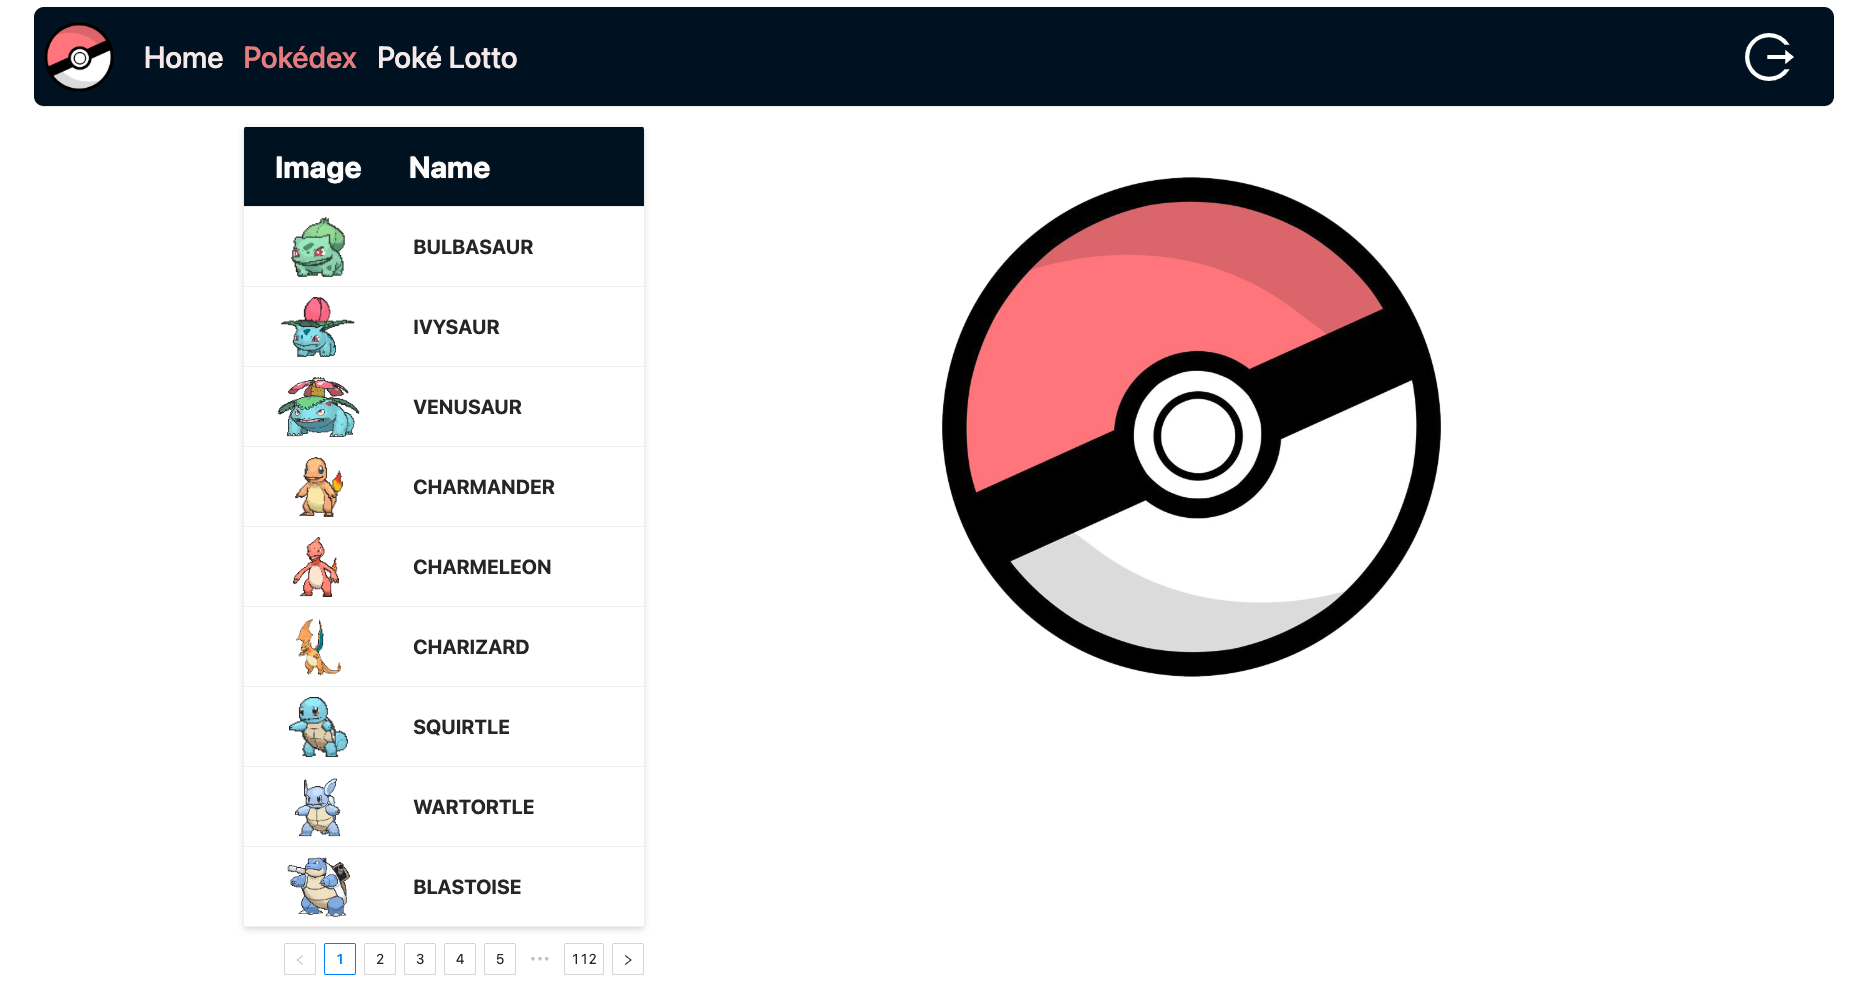 Home Pokédex Poké Lotto
Image Name
BULBASAUR
IVYSAUR
VENUSAUR
CHARMANDER
CHARMELEON
CHARIZARD
SQUIRTLE
WARTORTLE
BLASTOISE
< 1 2 3 4 5 ••• 112 >